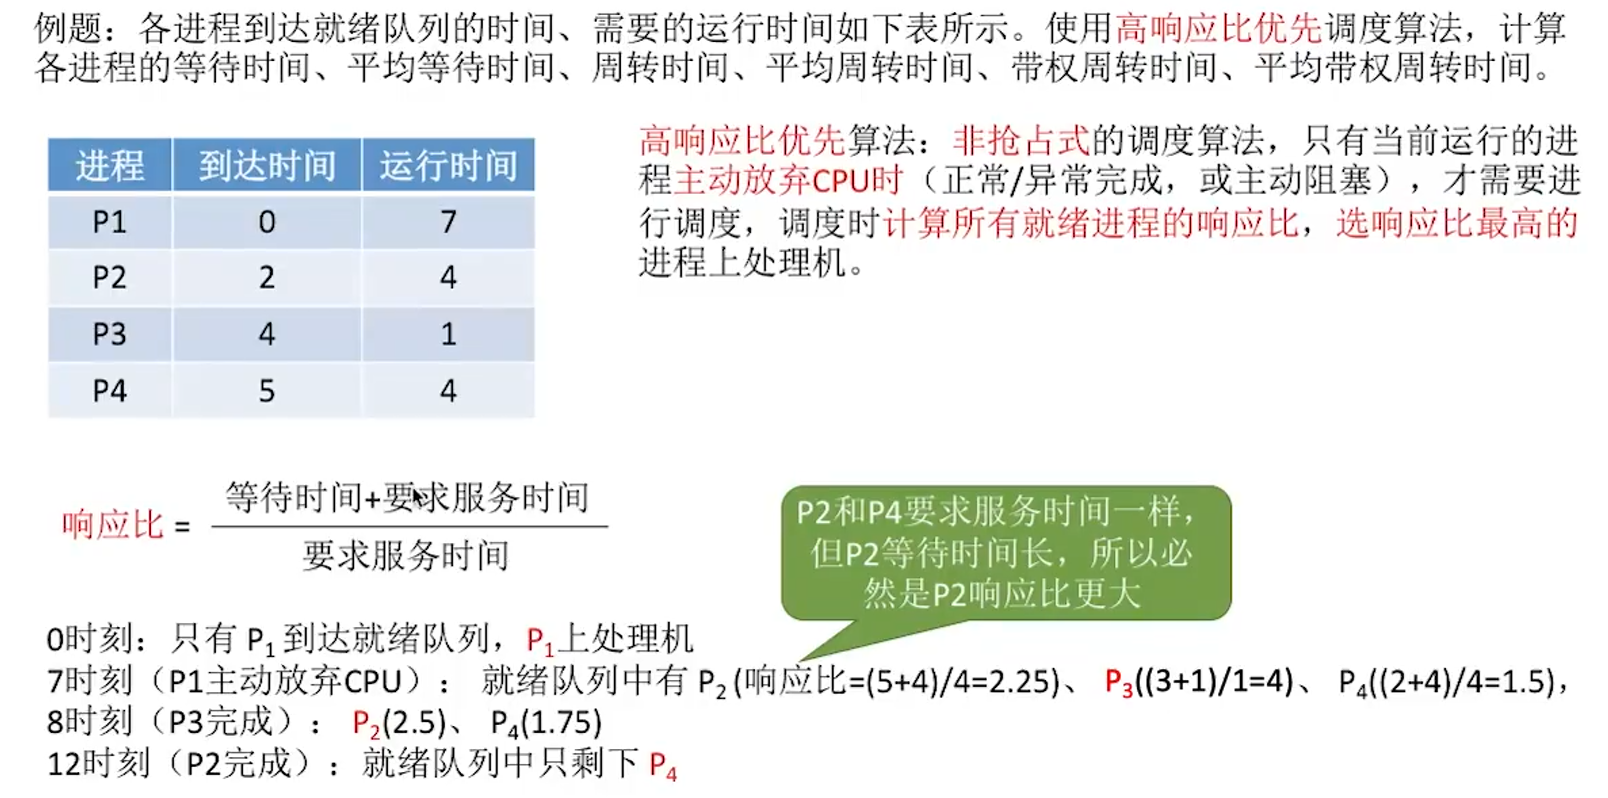 例题：各进程到达就绪队列的时间、需要的运行时间如下表所示。使用高响应比优先调度算法，计算
各进程的等待时间、平均等待时间、周转时间、平均周转时间、带权周转时间、平均带权周转时间。
进程 到达时间 运行时间
P1 0 7
P2 2 4
P3 4 1
P4 5 4
高响应比优先算法：非抢占式的调度算法，只有当前运行的进
程主动放弃CPU时（正常/异常完成，或主动阻塞），才需要进
行调度，调度时计算所有就绪进程的响应比，选响应比最高的
进程上处理机。
响应比 = 
等待时间+要求服务时间
要求服务时间
P2和P4要求服务时间一样，
但P2等待时间长，所以必
然是P2响应比更大
0时刻：只有 P₁ 到达就绪队列，P₁上处理机
7时刻（P1主动放弃CPU）： 就绪队列中有 P₂ (响应比=(5+4)/4=2.25)、 P₃((3+1)/1=4)、 P₄((2+4)/4=1.5)，
8时刻（P3完成）： P₂(2.5)、 P₄(1.75)
12时刻（P2完成）：就绪队列中只剩下 P₄